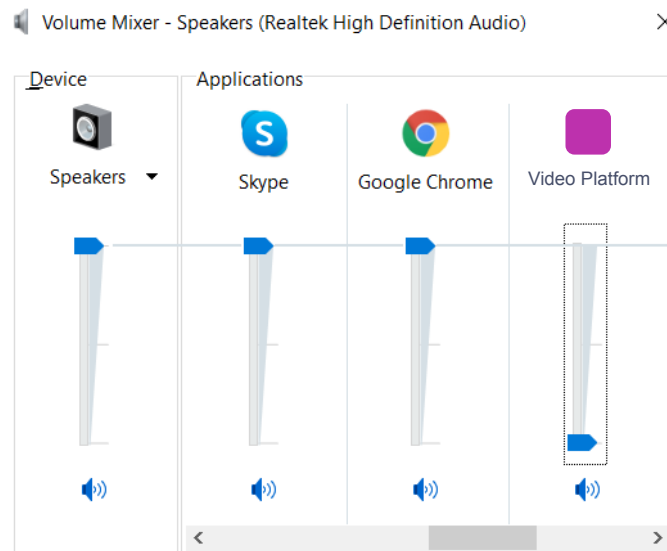 Volume Mixer - Speakers (Realtek High Definition Audio)
Device
Applications
Speakers
Skype
Google Chrome
Video Platform